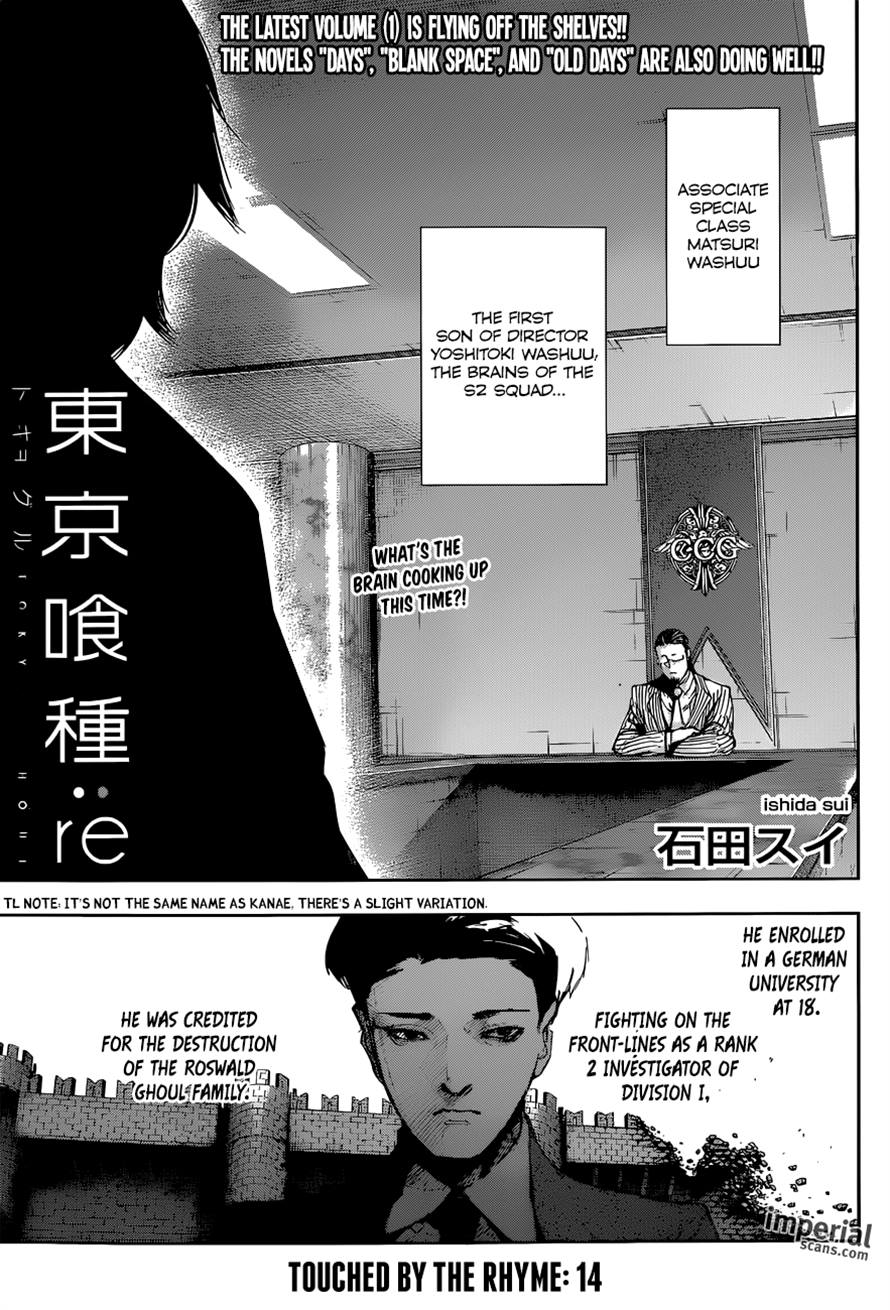 THE LATEST VOLUME (1) IS FLYING OFF THE SHELVES!!
THE NOVELS "DAYS", "BLANK SPACE", AND "OLD DAYS" ARE ALSO DOING WELL!!
ASSOCIATE
SPECIAL
CLASS
MATSURI
WASHUU
THE FIRST
SON OF DIRECTOR
YOSHITOKI WASHUU,
THE BRAINS OF THE
S2 SQUAD...
東京喰種:re
CCG
WHAT'S THE
BRAIN COOKING UP
THIS TIME?!
ishida sui
石田スイ
TL NOTE: IT'S NOT THE SAME NAME AS KANAE, THERE'S A SLIGHT VARIATION.
HE ENROLLED
IN A GERMAN
UNIVERSITY
AT 18.
FIGHTING ON THE
FRONT-LINES AS A RANK
2 INVESTIGATOR OF
DIVISION I,
HE WAS CREDITED
FOR THE DESTRUCTION
OF THE ROSWALD
GHOUL FAMILY.
imperial
scans.com
TOUCHED BY THE RHYME: 14